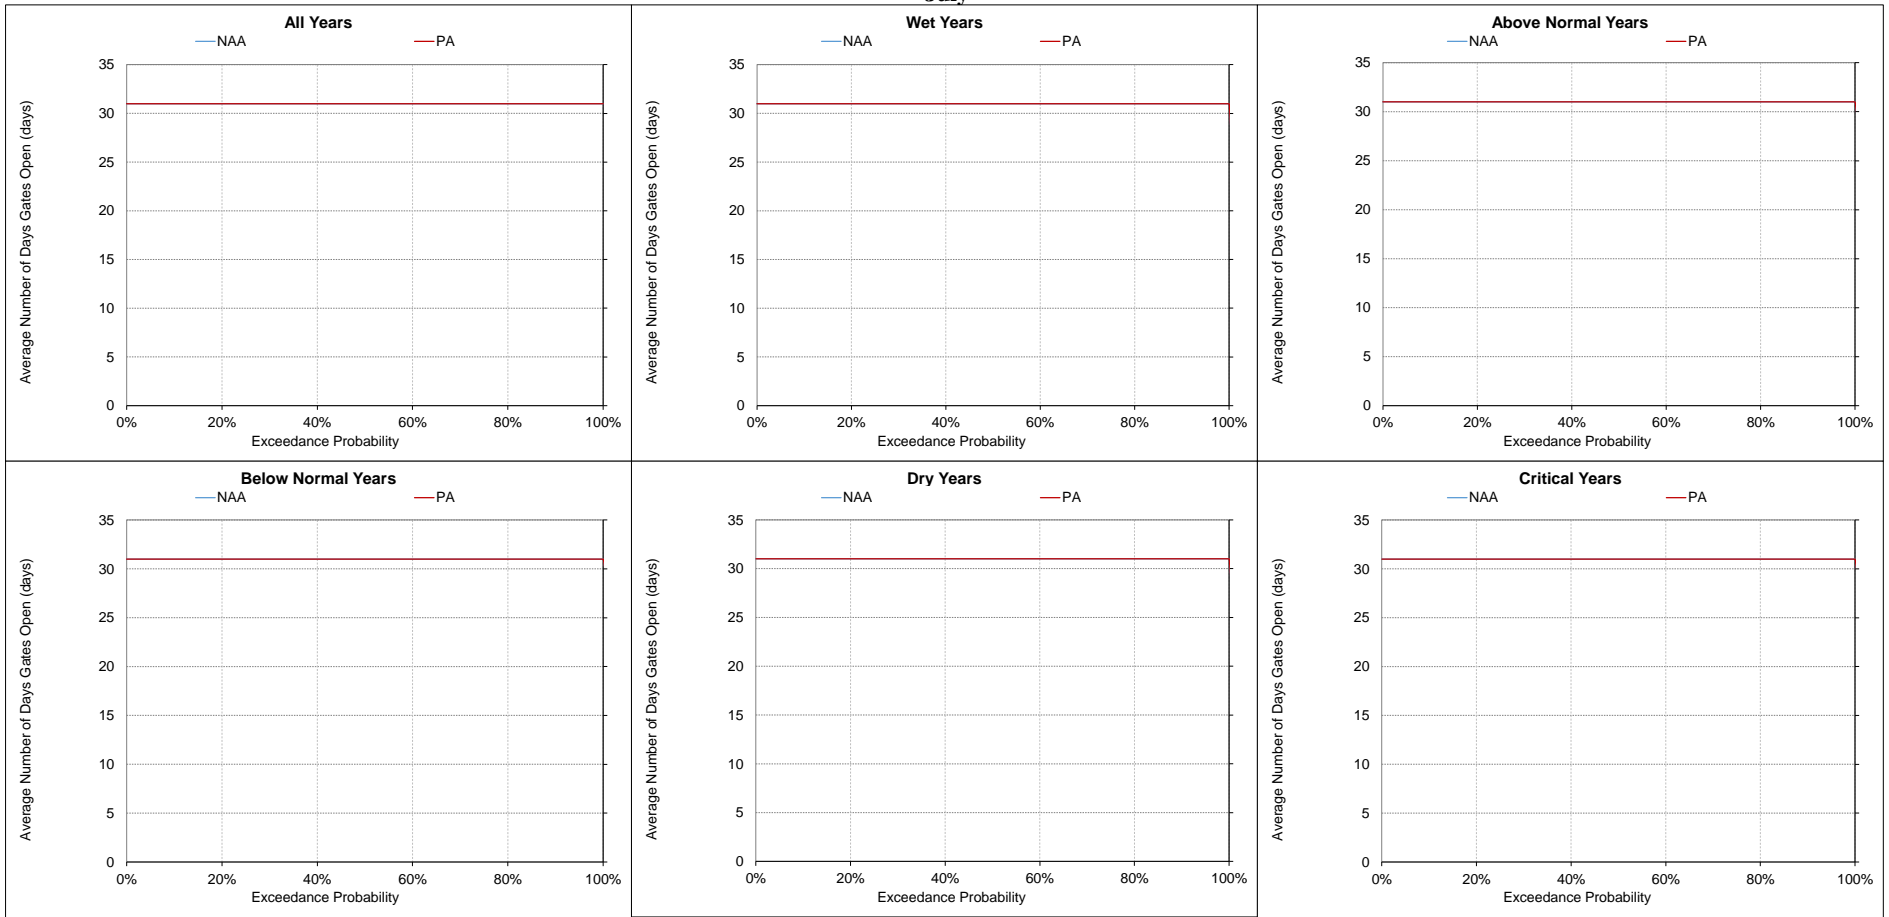 All Years
NAA PA
Average Number of Days Gates Open (days)
35
30
25
20
15
10
5
0
0% 20% 40% 60% 80% 100%
Exceedance Probability
Wet Years
NAA PA
Average Number of Days Gates Open (days)
35
30
25
20
15
10
5
0
0% 20% 40% 60% 80% 100%
Exceedance Probability
Above Normal Years
NAA PA
Average Number of Days Gates Open (days)
35
30
25
20
15
10
5
0
0% 20% 40% 60% 80% 100%
Exceedance Probability
Below Normal Years
NAA PA
Average Number of Days Gates Open (days)
35
30
25
20
15
10
5
0
0% 20% 40% 60% 80% 100%
Exceedance Probability
Dry Years
NAA PA
Average Number of Days Gates Open (days)
35
30
25
20
15
10
5
0
0% 20% 40% 60% 80% 100%
Exceedance Probability
Critical Years
NAA PA
Average Number of Days Gates Open (days)
35
30
25
20
15
10
5
0
0% 20% 40% 60% 80% 100%
Exceedance Probability